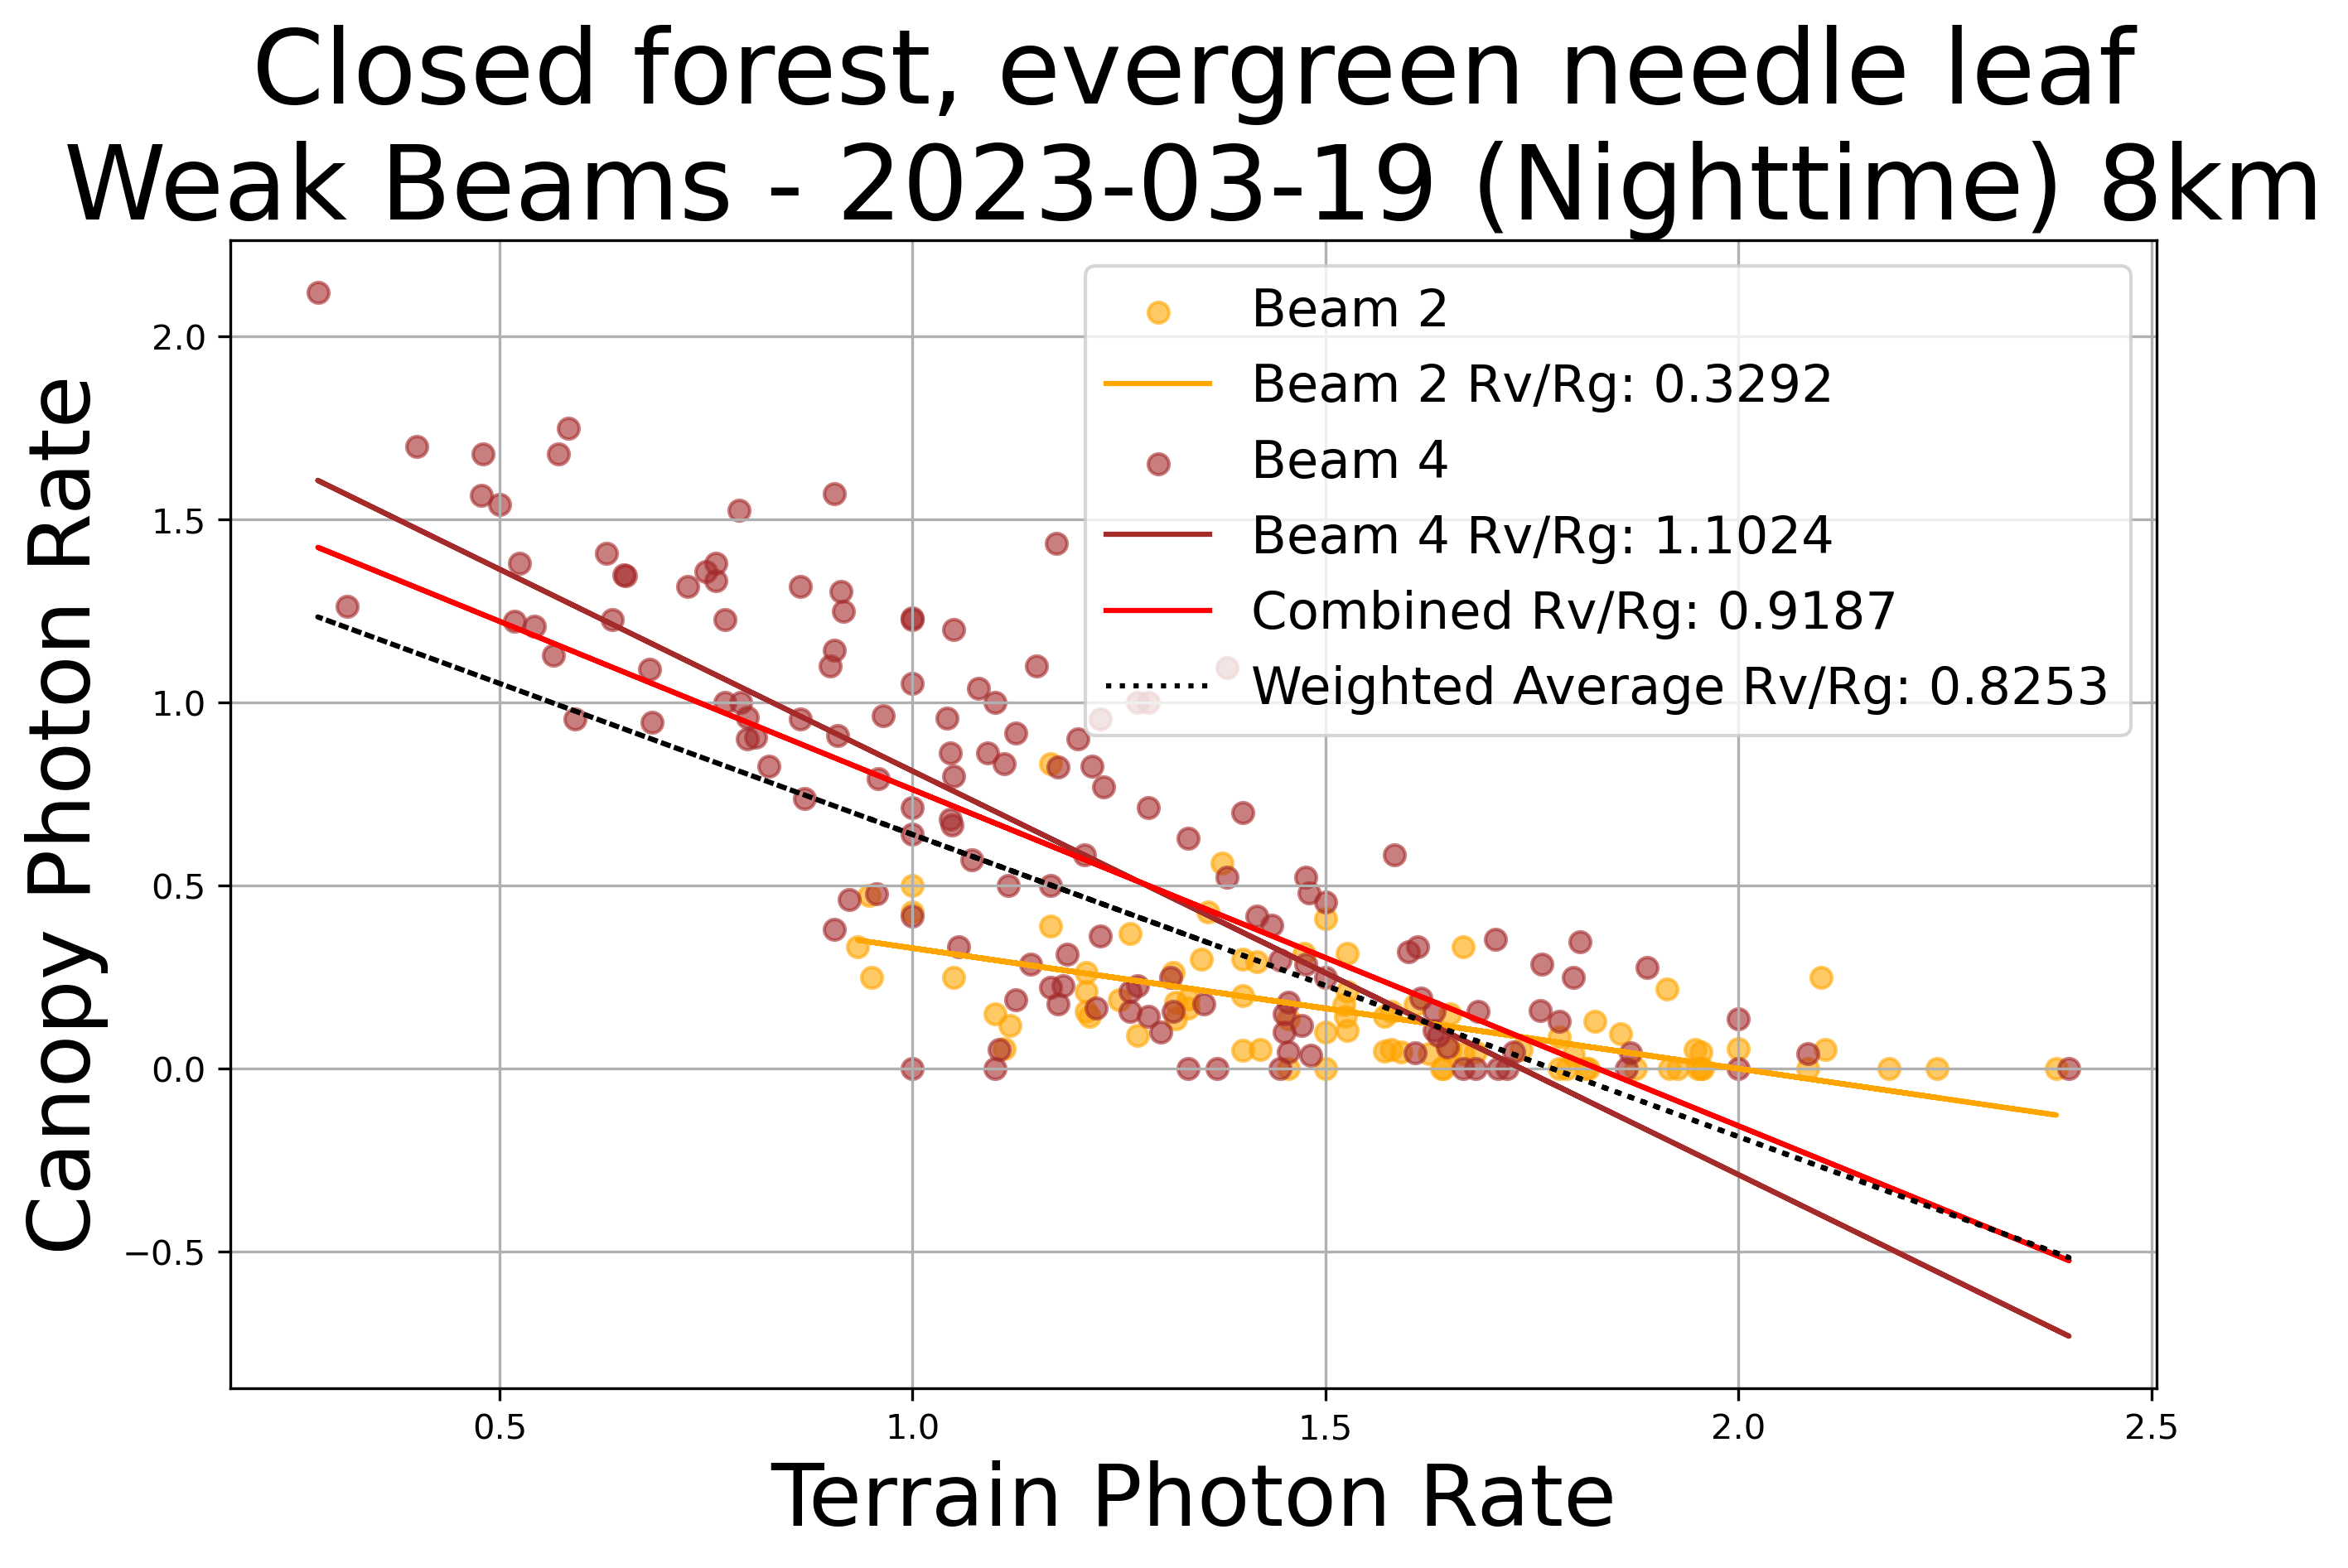 Closed forest, evergreen needle leaf
Weak Beams - 2023-03-19 (Nighttime) 8km
Canopy Photon Rate
2.0
1.5
1.0
0.5
0.0
−0.5
Beam 2
Beam 2 Rv/Rg: 0.3292
Beam 4
Beam 4 Rv/Rg: 1.1024
Combined Rv/Rg: 0.9187
Weighted Average Rv/Rg: 0.8253
0.5
1.0
1.5
2.0
2.5
Terrain Photon Rate